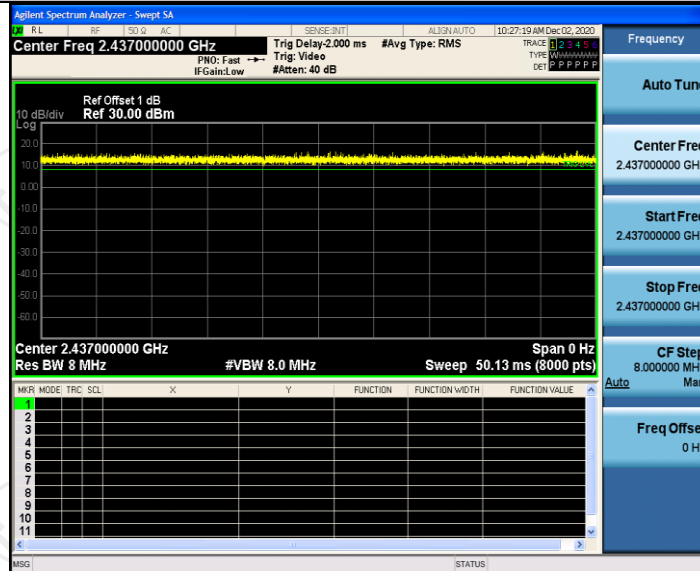 Agilent Spectrum Analyzer - Swept SA
RL RF 50 Ω AC SENSE:INT ALIGN AUTO 10:27:19 AM Dec 02, 2020
Center Freq 2.437000000 GHz
PNO: Fast
IFGain:Low
Trig Delay-2.000 ms
Trig: Video
#Atten: 40 dB
#Avg Type: RMS
TRACE 1 2 3 4 5 6
TYPE WWWWWW
DET P P P P P P
Ref Offset 1 dB
10 dB/div Ref 30.00 dBm
Log
20.0
10.0
0.00
-10.0
-20.0
-30.0
-40.0
-50.0
-60.0
Center 2.437000000 GHz Span 0 Hz
Res BW 8 MHz #VBW 8.0 MHz Sweep 50.13 ms (8000 pts)
MKR MODE TRC SCL X Y FUNCTION FUNCTION WIDTH FUNCTION VALUE
1
2
3
4
5
6
7
8
9
10
11
MSG STATUS
Frequency
Auto Tun
Center Fre
2.437000000 GH
Start Fre
2.437000000 GH
Stop Fre
2.437000000 GH
CF Step
8.000000 MH
Auto Ma
Freq Offse
0 H